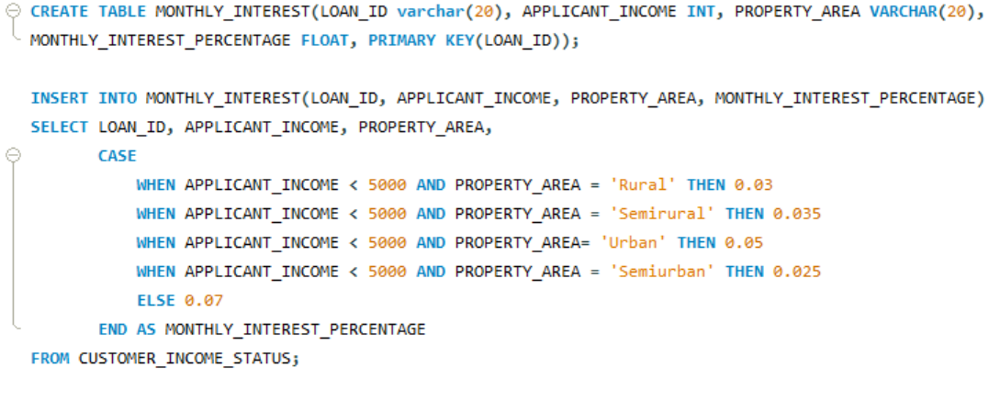 CREATE TABLE MONTHLY_INTEREST(LOAN_ID varchar(20), APPLICANT_INCOME INT, PROPERTY_AREA VARCHAR(20),
MONTHLY_INTEREST_PERCENTAGE FLOAT, PRIMARY KEY(LOAN_ID));
INSERT INTO MONTHLY_INTEREST(LOAN_ID, APPLICANT_INCOME, PROPERTY_AREA, MONTHLY_INTEREST_PERCENTAGE)
SELECT LOAN_ID, APPLICANT_INCOME, PROPERTY_AREA,
CASE
WHEN APPLICANT_INCOME < 5000 AND PROPERTY_AREA = 'Rural' THEN 0.03
WHEN APPLICANT_INCOME < 5000 AND PROPERTY_AREA = 'Semirural' THEN 0.035
WHEN APPLICANT_INCOME < 5000 AND PROPERTY_AREA= 'Urban' THEN 0.05
WHEN APPLICANT_INCOME < 5000 AND PROPERTY_AREA = 'Semiurban' THEN 0.025
ELSE 0.07
END AS MONTHLY_INTEREST_PERCENTAGE
FROM CUSTOMER_INCOME_STATUS;